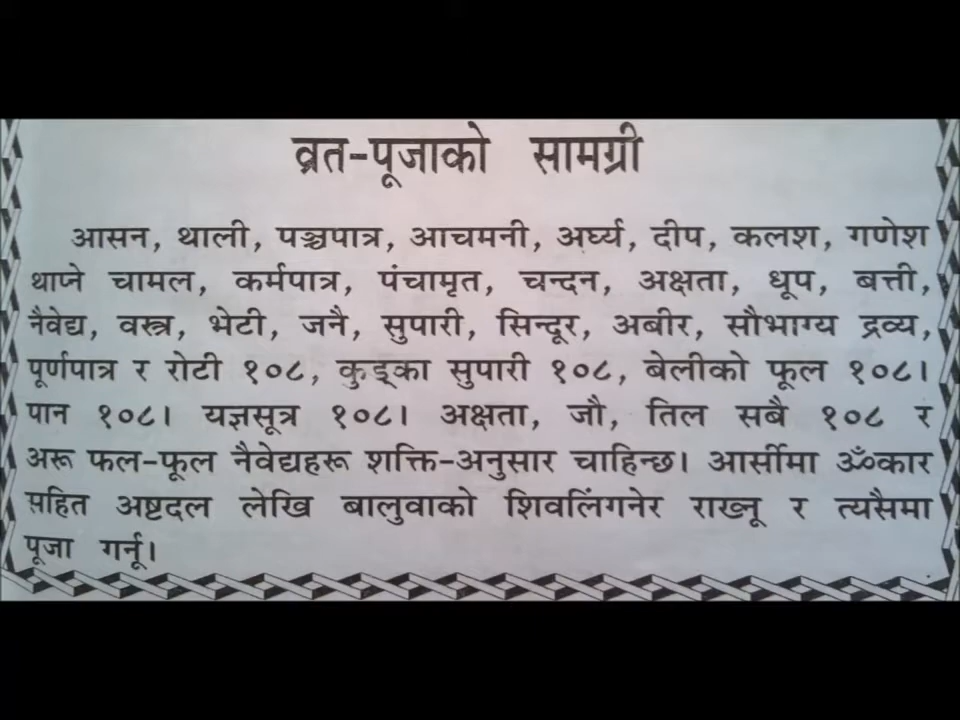 व्रत-पूजाको सामग्री
आसन, थाली, पञ्चपात्र, आचमनी, अर्घ्य, दीप, कलश, गणेश
थाप्ने चामल, कर्मपात्र, पंचामृत, चन्दन, अक्षता, धूप, बत्ती,
नैवेद्य, वस्त्र, भेटी, जनै, सुपारी, सिन्दूर, अबीर, सौभाग्य द्रव्य,
पूर्णपात्र र रोटी १०८, कुड्का सुपारी १०८, बेलीको फूल १०८।
पान १०८। यज्ञसूत्र १०८। अक्षता, जौ, तिल सबै १०८ र
अरू फल-फूल नैवेद्यहरू शक्ति-अनुसार चाहिन्छ। आर्सीमा ॐकार
सहित अष्टदल लेखि बालुवाको शिवलिंगनेर राख्नू र त्यसैमा
पूजा गर्नू।